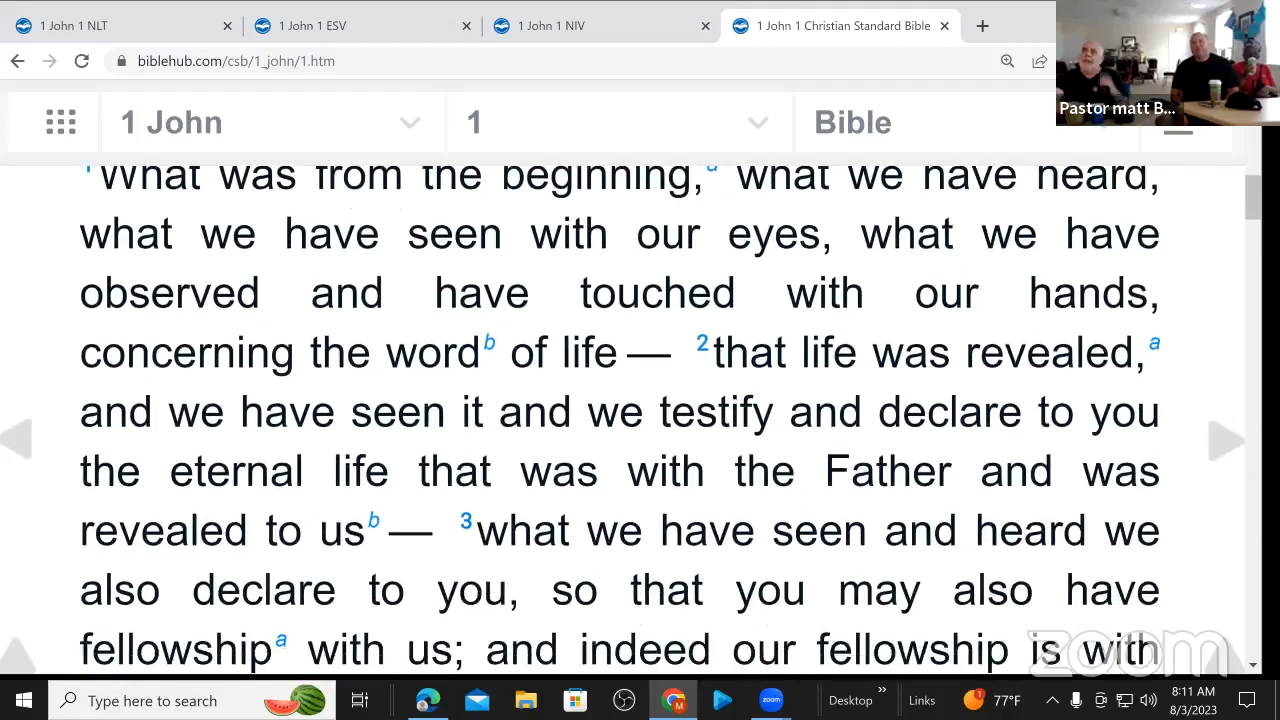 1 John 1 NLT
1 John 1 ESV
1 John 1 NIV
1 John 1 Christian Standard Bible
biblehub.com/csb/1_john/1.htm
Pastor matt B...
1 John
1
Bible
1 What was from the beginning,a what we have heard,
what we have seen with our eyes, what we have
observed and have touched with our hands,
concerning the wordb of life — 2 that life was revealed,a
and we have seen it and we testify and declare to you
the eternal life that was with the Father and was
revealed to usb — 3 what we have seen and heard we
also declare to you, so that you may also have
fellowshipa with us; and indeed our fellowship is with
zoom
Type here to search
zoom
Desktop
Links
1
77°F
8:11 AM
8/3/2023